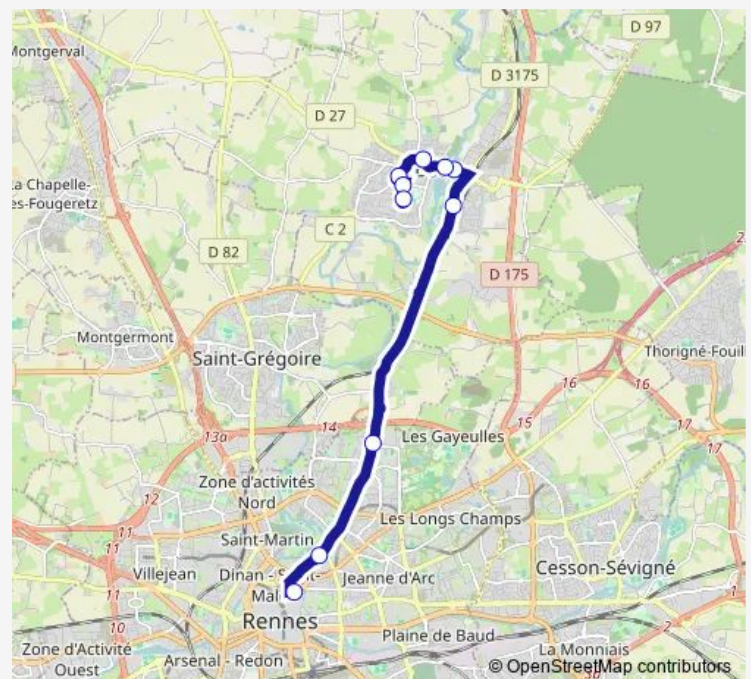 D 97
Montgerval
D 3175
D 27
La Chapelle-
es-Fougeretz
C 2
D 82
D 175
2
Montgermont
Saint-Grégoire
Thorigné-Fouil
16
16
13a
14
Les Gayeulles
15
17
17
Zone d'activités
Nord
12
Les Longs Champs
Saint-Martin
11
11
Villejean
Dinan - Saint-
Malo
Jeanne d'Arc
Cesson-Sévigné
1
10
Rennes
Plaine de Baud
Zone d'Activité
Ouest
Arsenal - Redon
La Monniais
© OpenStreetMap contributors